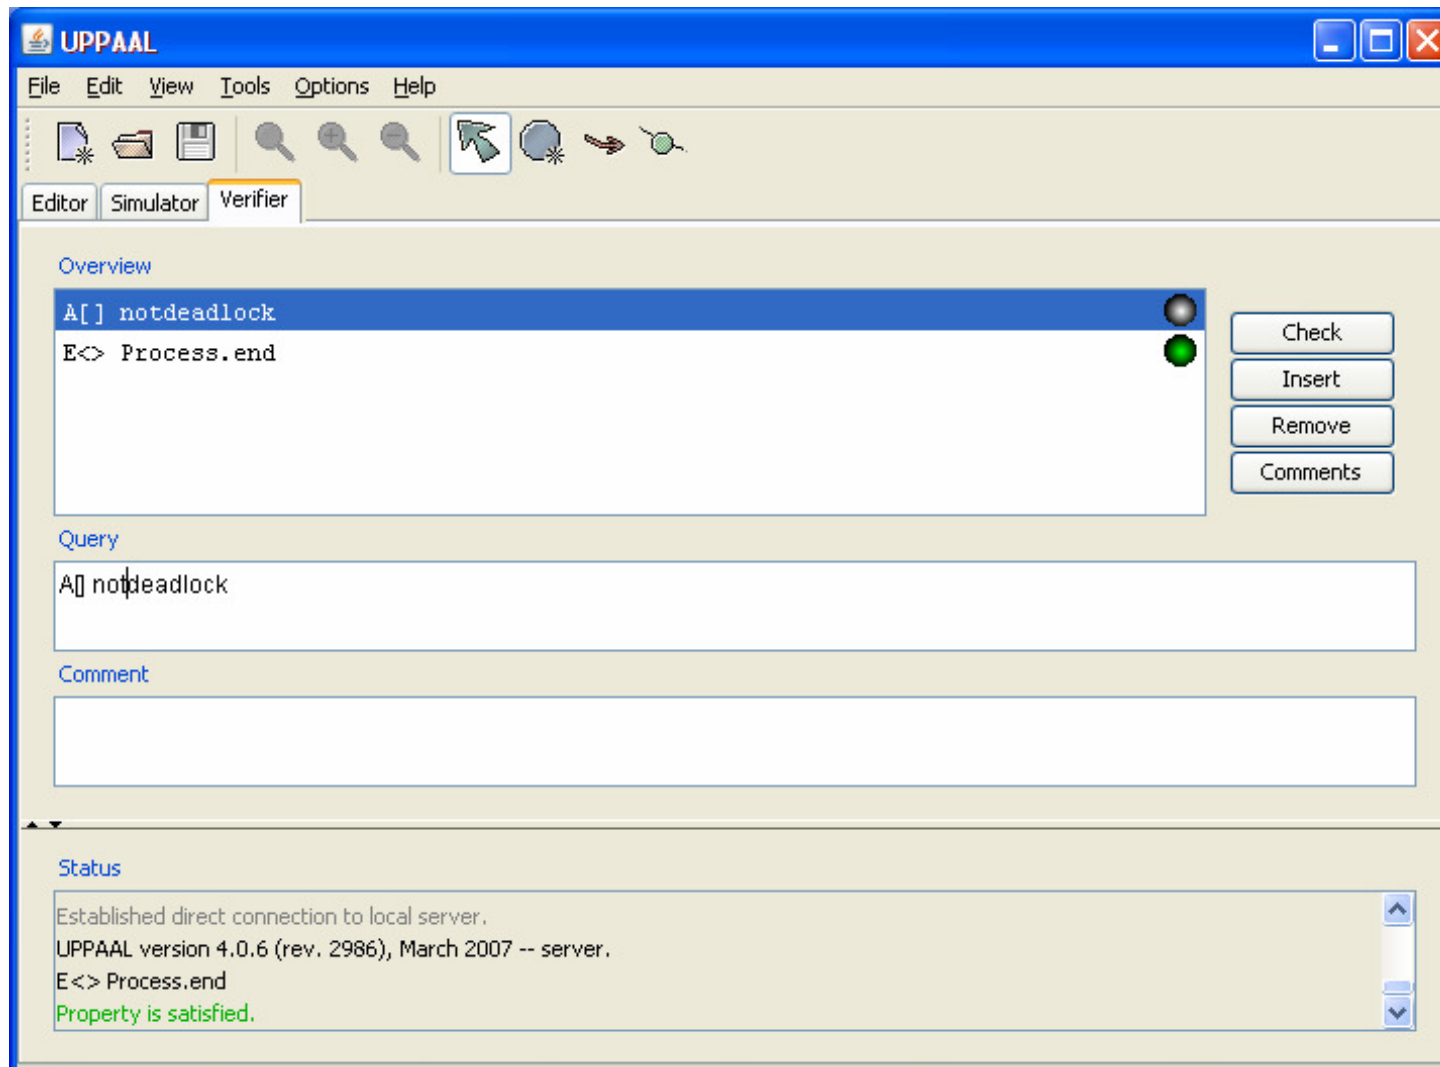 UPPAAL
File Edit View Tools Options Help
Editor Simulator Verifier
Overview
A[] notdeadlock
E<> Process.end
Check
Insert
Remove
Comments
Query
A[] notdeadlock
Comment
Status
Established direct connection to local server.
UPPAAL version 4.0.6 (rev. 2986), March 2007 -- server.
E<> Process.end
Property is satisfied.